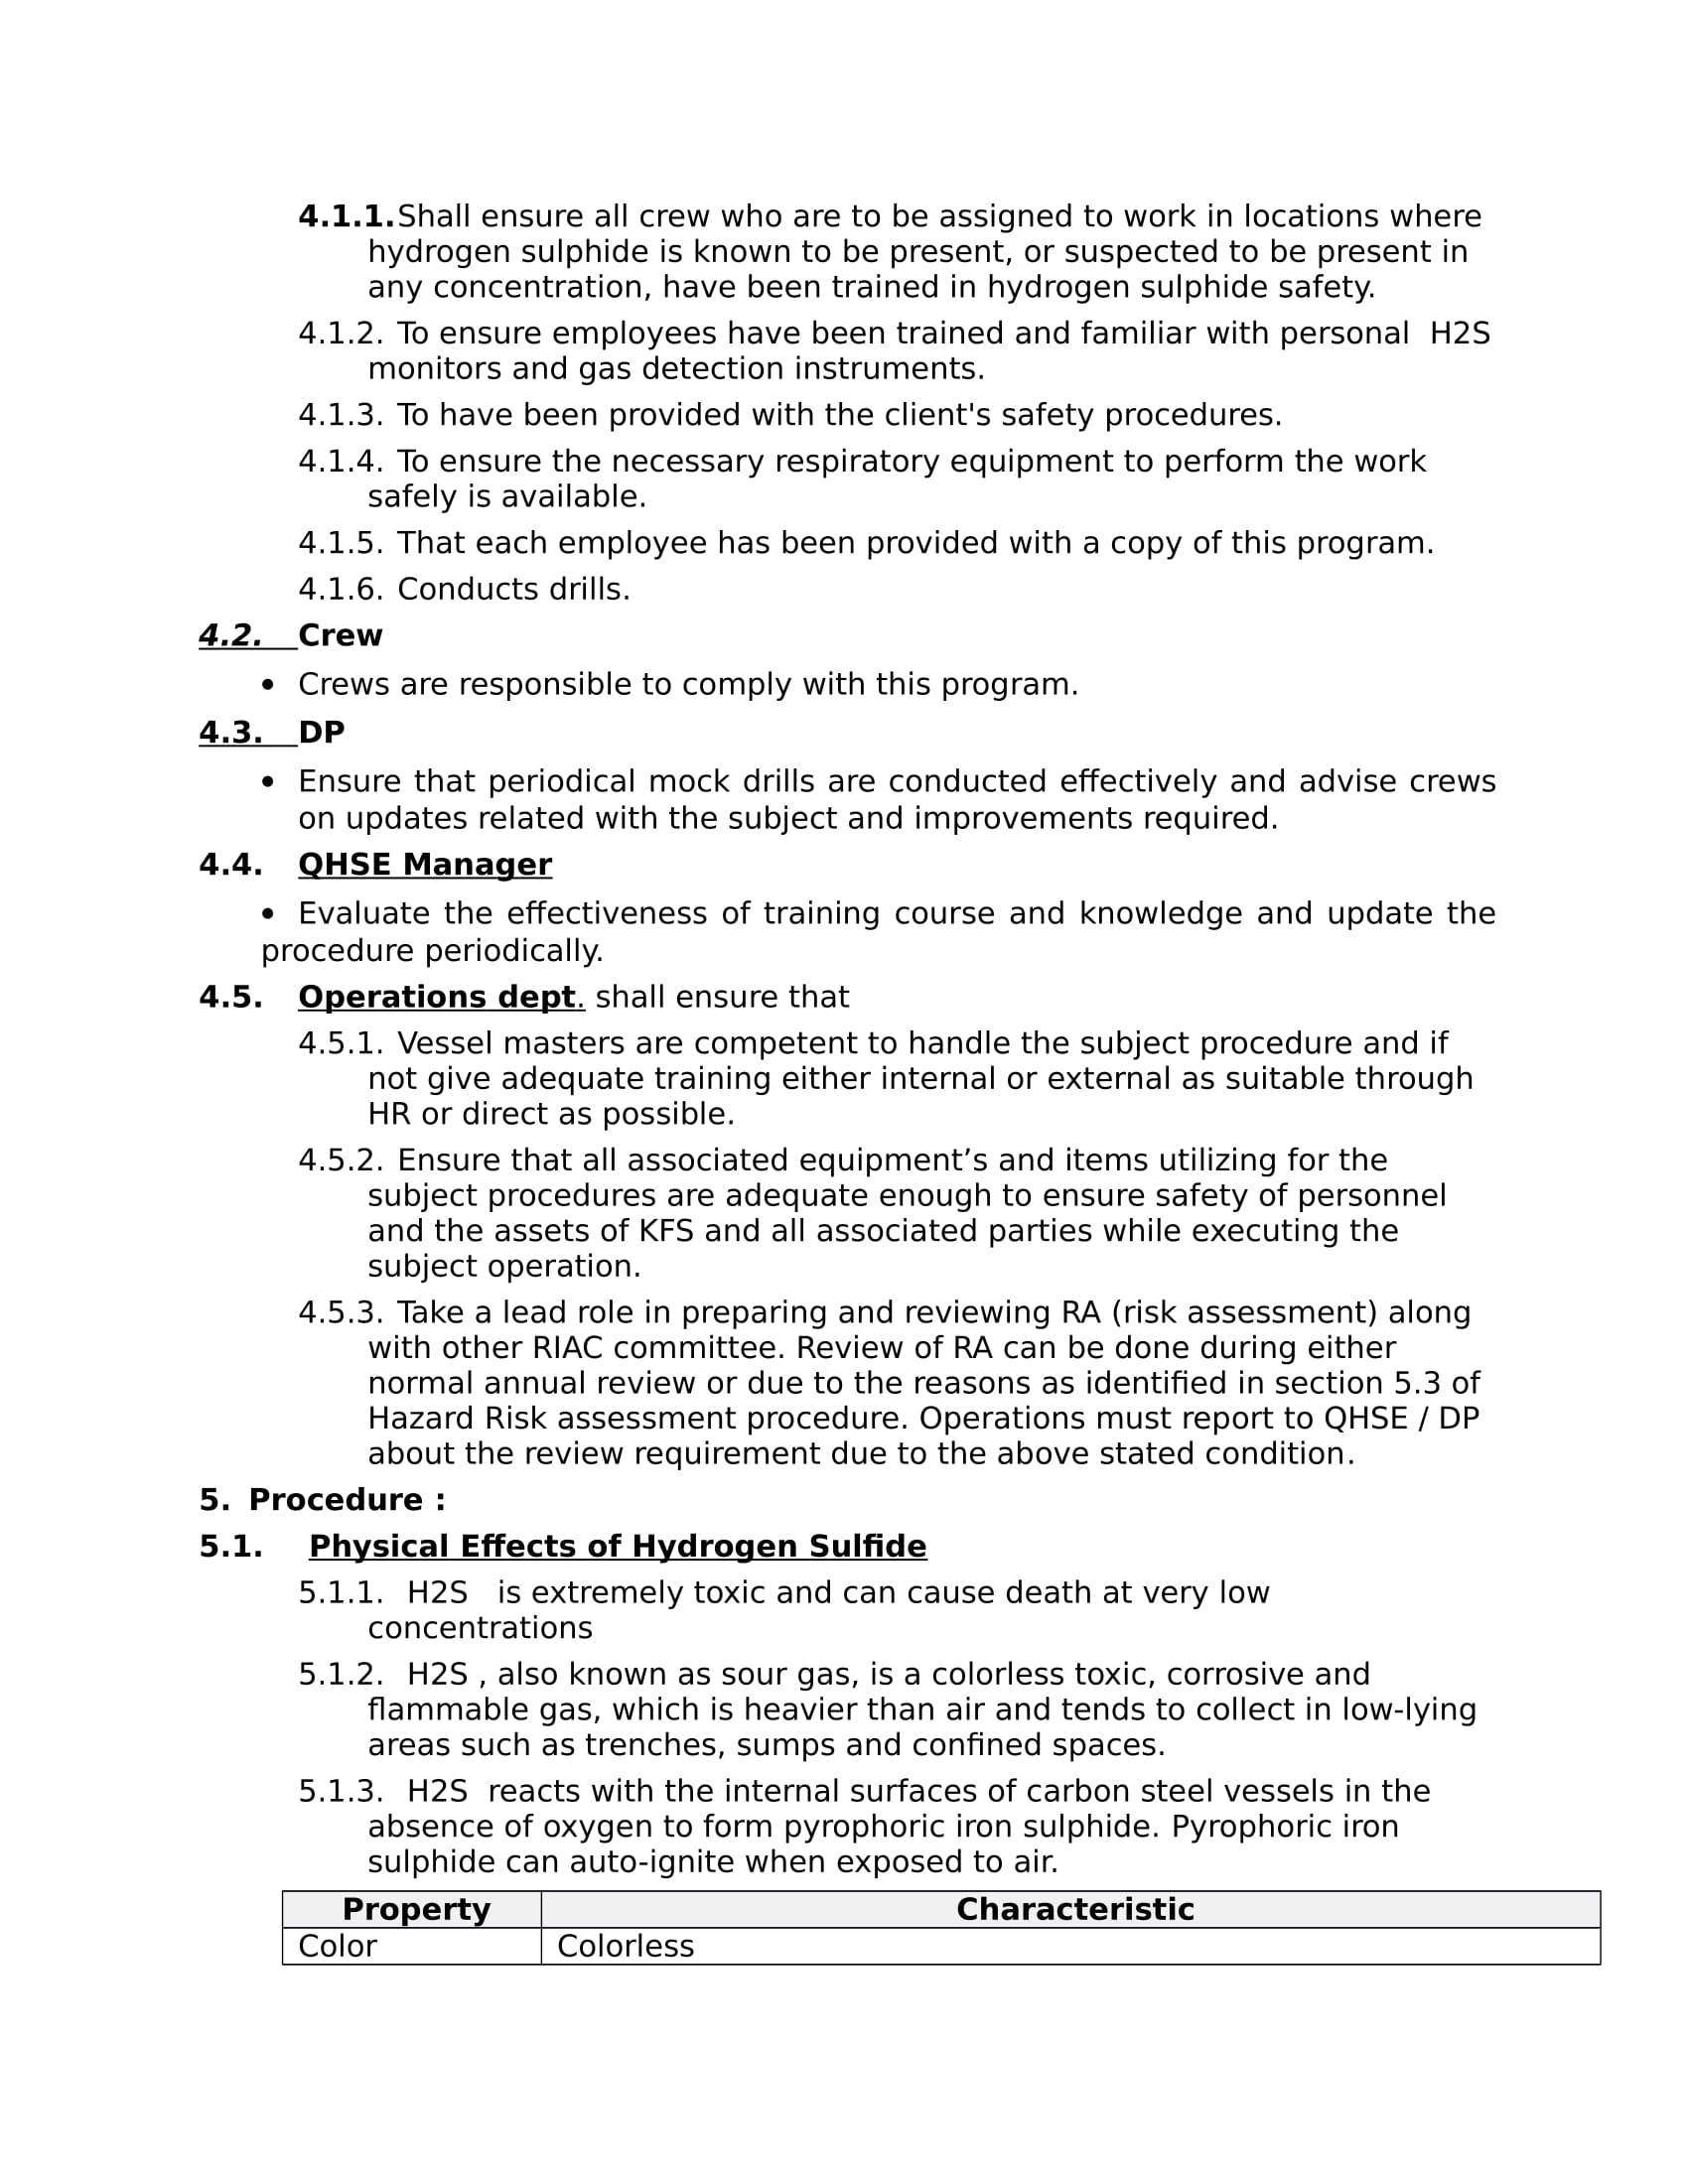 4.1.1. Shall ensure all crew who are to be assigned to work in locations where
hydrogen sulphide is known to be present, or suspected to be present in
any concentration, have been trained in hydrogen sulphide safety.
4.1.2. To ensure employees have been trained and familiar with personal H2S
monitors and gas detection instruments.
4.1.3. To have been provided with the client's safety procedures.
4.1.4. To ensure the necessary respiratory equipment to perform the work
safely is available.
4.1.5. That each employee has been provided with a copy of this program.
4.1.6. Conducts drills.
4.2. Crew
• Crews are responsible to comply with this program.
4.3. DP
• Ensure that periodical mock drills are conducted effectively and advise crews
on updates related with the subject and improvements required.
4.4. QHSE Manager
• Evaluate the effectiveness of training course and knowledge and update the
procedure periodically.
4.5. Operations dept. shall ensure that
4.5.1. Vessel masters are competent to handle the subject procedure and if
not give adequate training either internal or external as suitable through
HR or direct as possible.
4.5.2. Ensure that all associated equipment’s and items utilizing for the
subject procedures are adequate enough to ensure safety of personnel
and the assets of KFS and all associated parties while executing the
subject operation.
4.5.3. Take a lead role in preparing and reviewing RA (risk assessment) along
with other RIAC committee. Review of RA can be done during either
normal annual review or due to the reasons as identified in section 5.3 of
Hazard Risk assessment procedure. Operations must report to QHSE / DP
about the review requirement due to the above stated condition.
5. Procedure :
5.1. Physical Effects of Hydrogen Sulfide
5.1.1. H2S is extremely toxic and can cause death at very low
concentrations
5.1.2. H2S , also known as sour gas, is a colorless toxic, corrosive and
flammable gas, which is heavier than air and tends to collect in low-lying
areas such as trenches, sumps and confined spaces.
5.1.3. H2S reacts with the internal surfaces of carbon steel vessels in the
absence of oxygen to form pyrophoric iron sulphide. Pyrophoric iron
sulphide can auto-ignite when exposed to air.
Property Characteristic
Color Colorless